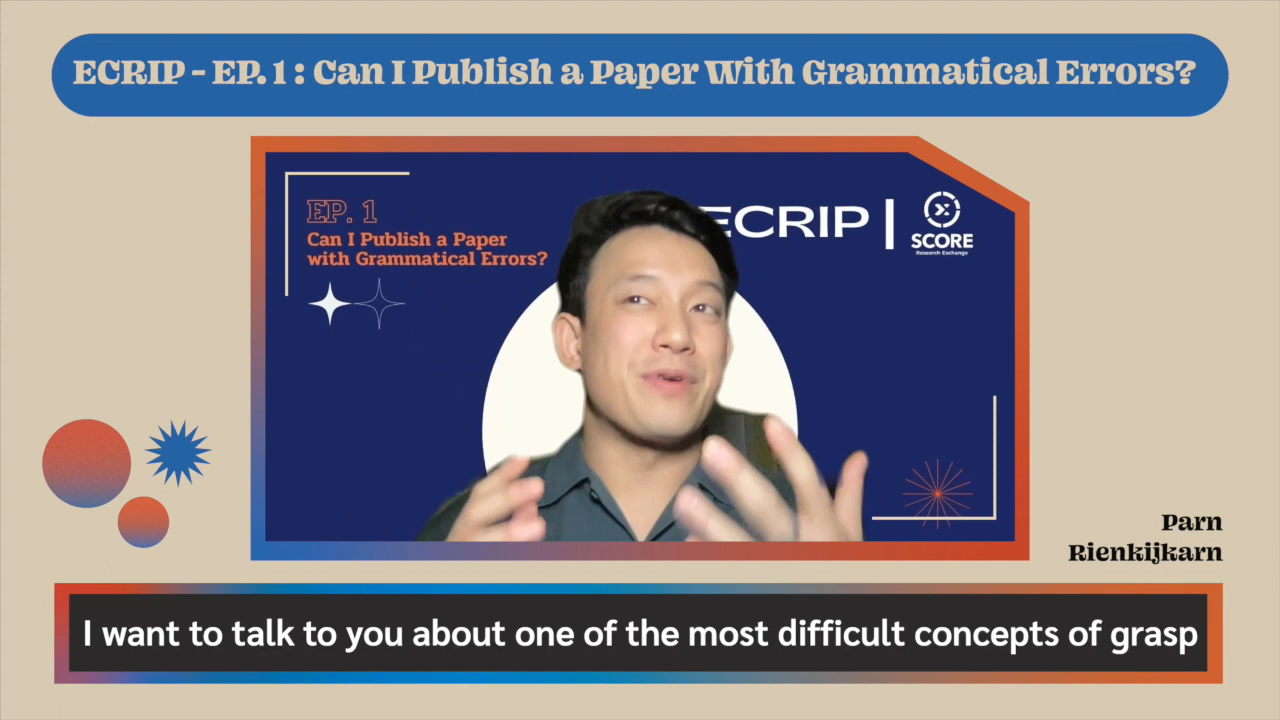 ECRIP - EP. 1 : Can I Publish a Paper With Grammatical Errors?
EP. 1
Can I Publish a Paper
with Grammatical Errors?
ECRIP |
SCORE
Research Exchange
Parn
Rienkijkarn
I want to talk to you about one of the most difficult concepts of grasp